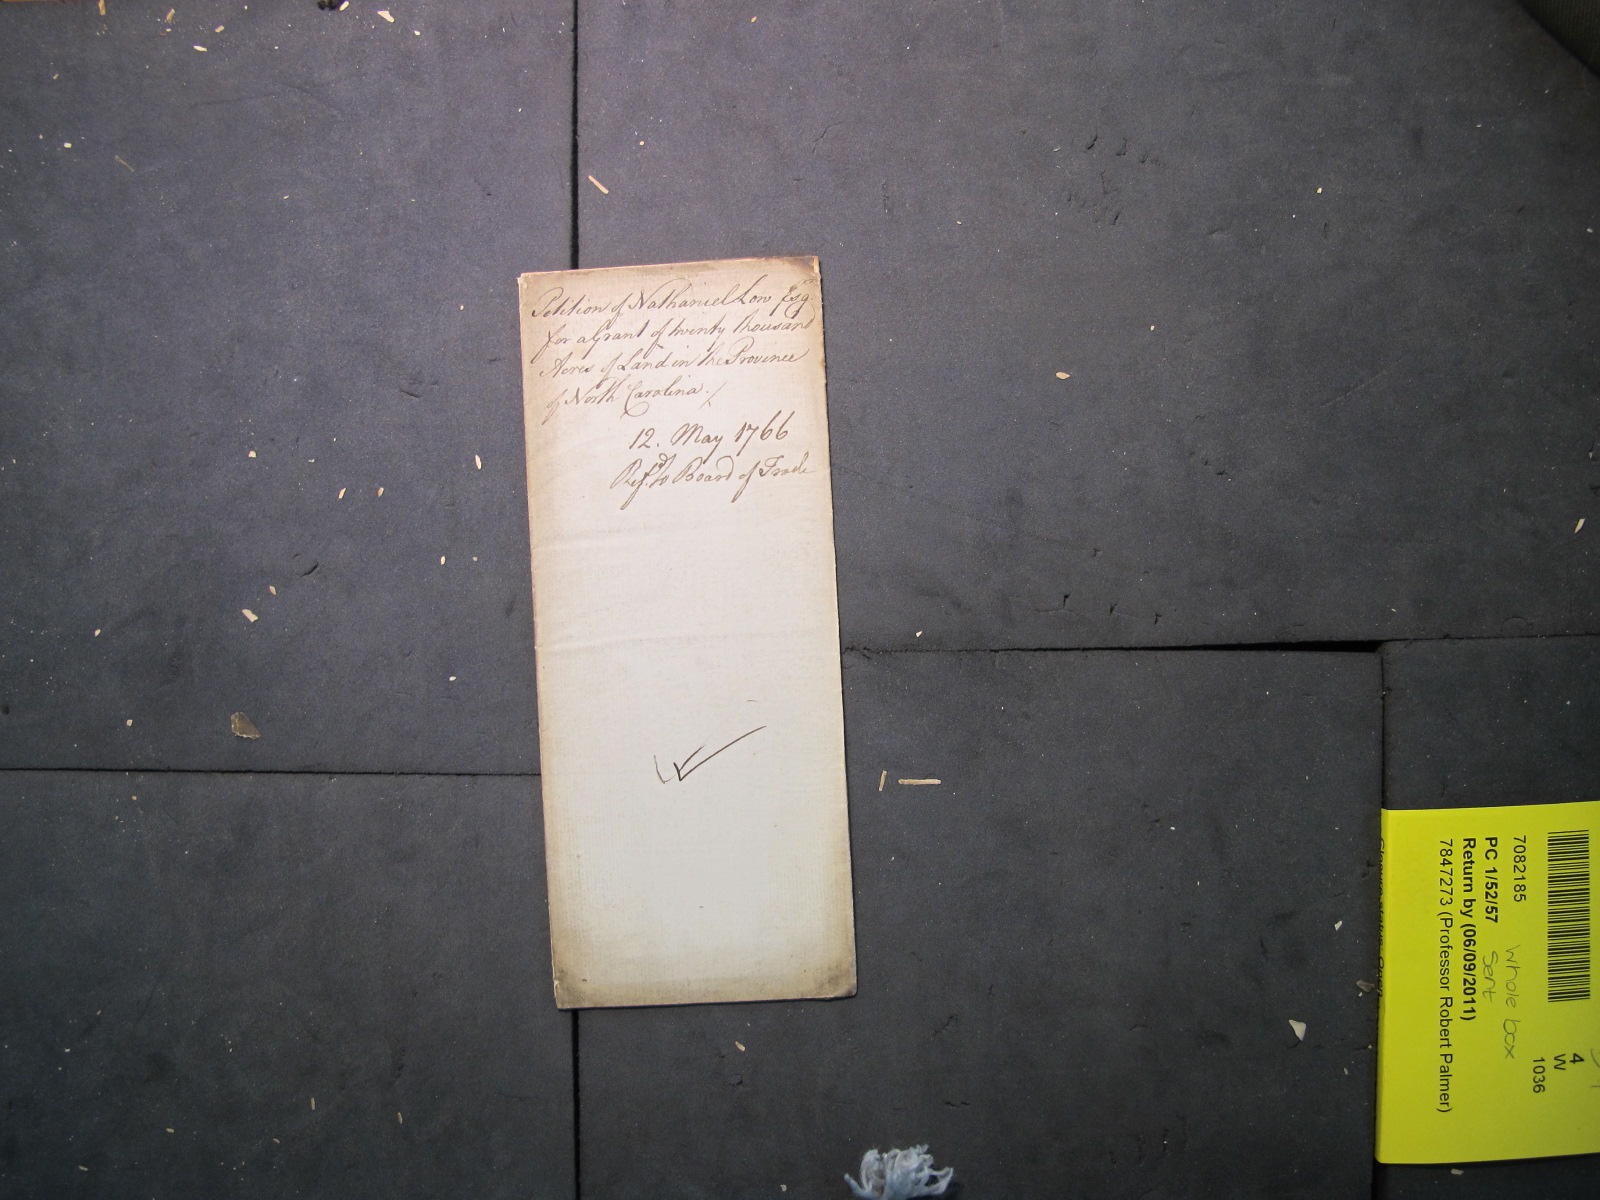 Petition of Nathaniel Low Esq.
for a Grant of twenty thousand
Acres of Land in the Province
of North Carolina ./
12. May 1766
Ref.d to Board of Trade
7082185
PC 1/52/57
Return by (06/09/2011)
7847273 (Professor Robert Palmer)
whole box
sent
4
W
1036